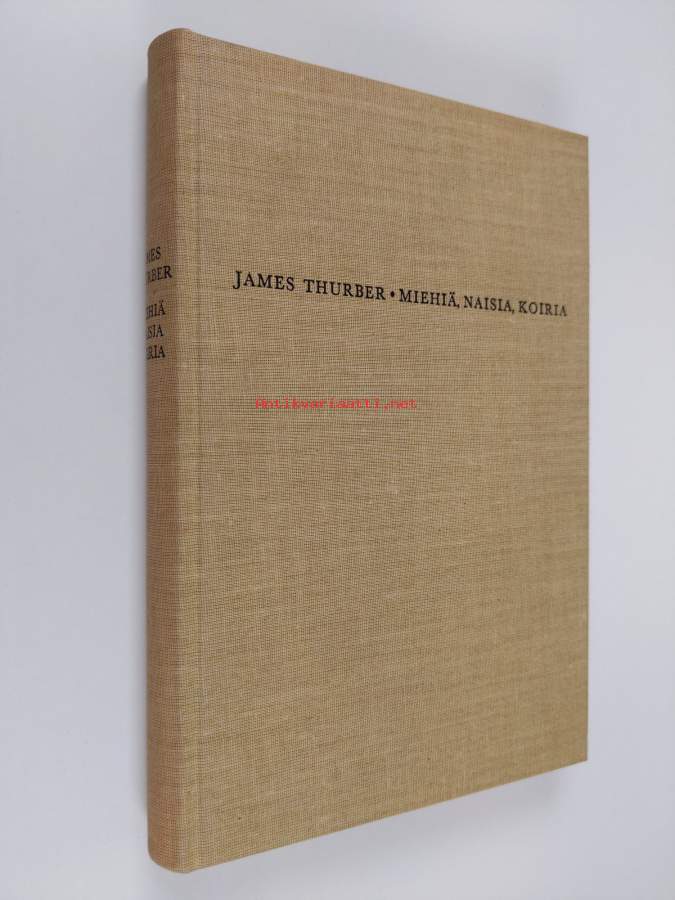 JAMES THURBER • MIEHIÄ, NAISIA, KOIRIA
Antikvariaatti.net